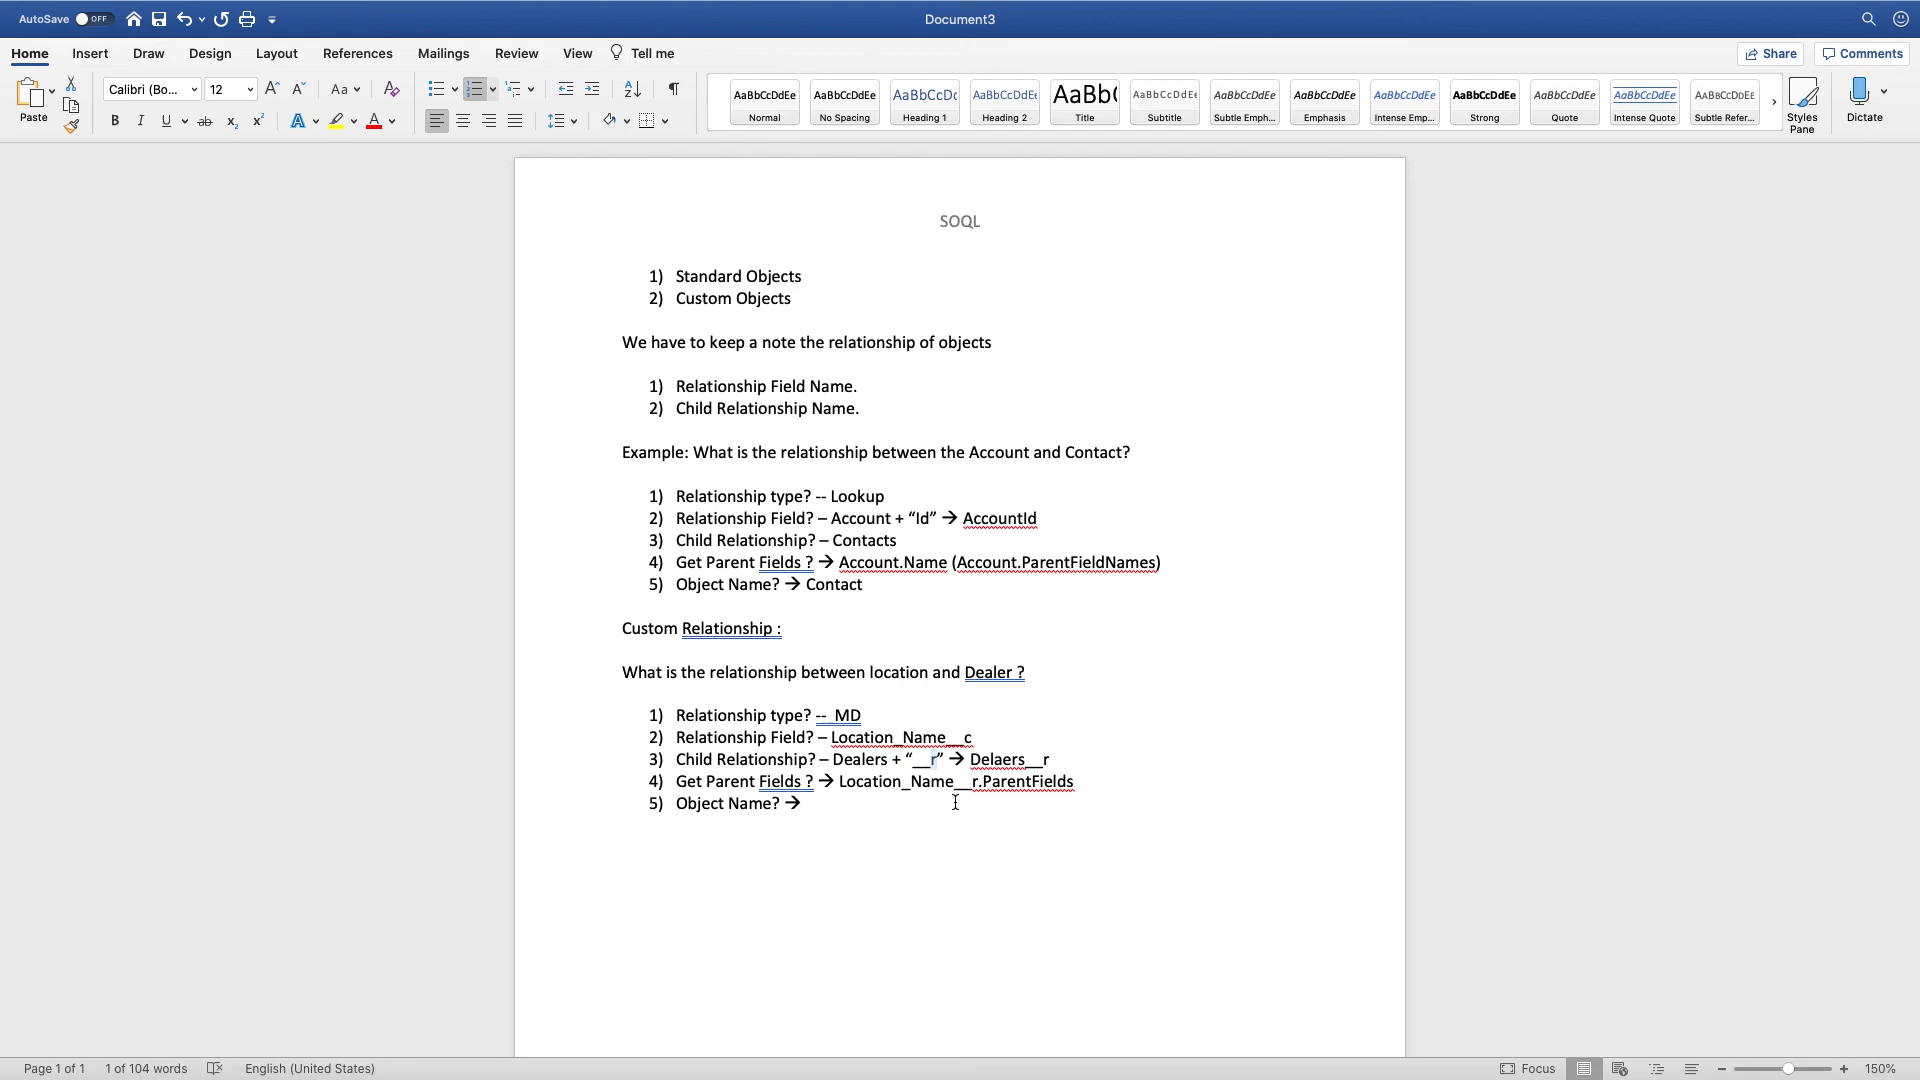 AutoSave OFF Document3
Home Insert Draw Design Layout References Mailings Review View Tell me Share Comments
Paste Calibri (Bo... 12 Aa
AaBbCcDdEe Normal
AaBbCcDdEe No Spacing
AaBbCcDc Heading 1
AaBbCcDdEe Heading 2
AaBb( Title
AaBbCcDdEe Subtitle
AaBbCcDdEe Subtle Emph...
AaBbCcDdEe Emphasis
AaBbCcDdEe Intense Emp...
AaBbCcDdEe Strong
AaBbCcDdEe Quote
AaBbCcDdEe Intense Quote
AaBbCcDdEe Subtle Refer...
Styles Pane
Dictate
SOQL
1) Standard Objects
2) Custom Objects
We have to keep a note the relationship of objects
1) Relationship Field Name.
2) Child Relationship Name.
Example: What is the relationship between the Account and Contact?
1) Relationship type? -- Lookup
2) Relationship Field? – Account + “Id” → AccountId
3) Child Relationship? – Contacts
4) Get Parent Fields ? → Account.Name (Account.ParentFieldNames)
5) Object Name? → Contact
Custom Relationship :
What is the relationship between location and Dealer ?
1) Relationship type? -- MD
2) Relationship Field? – Location_Name__c
3) Child Relationship? – Dealers + “__r” → Delaers__r
4) Get Parent Fields ? → Location_Name__r.ParentFields
5) Object Name? →
Page 1 of 1 1 of 104 words English (United States) Focus 150%